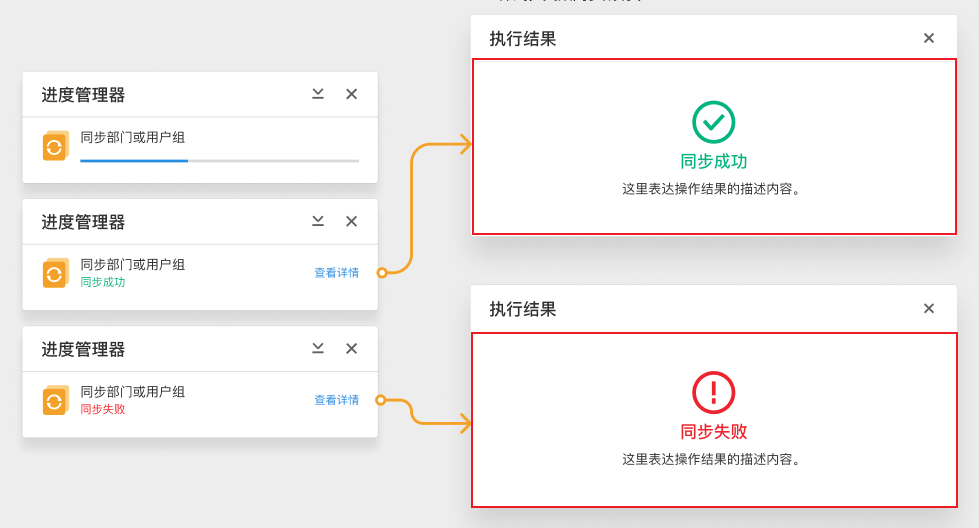 进度管理器
同步部门或用户组
进度管理器
同步部门或用户组
同步成功
查看详情
进度管理器
同步部门或用户组
同步失败
查看详情
执行结果
同步成功
这里表达操作结果的描述内容。
执行结果
同步失败
这里表达操作结果的描述内容。